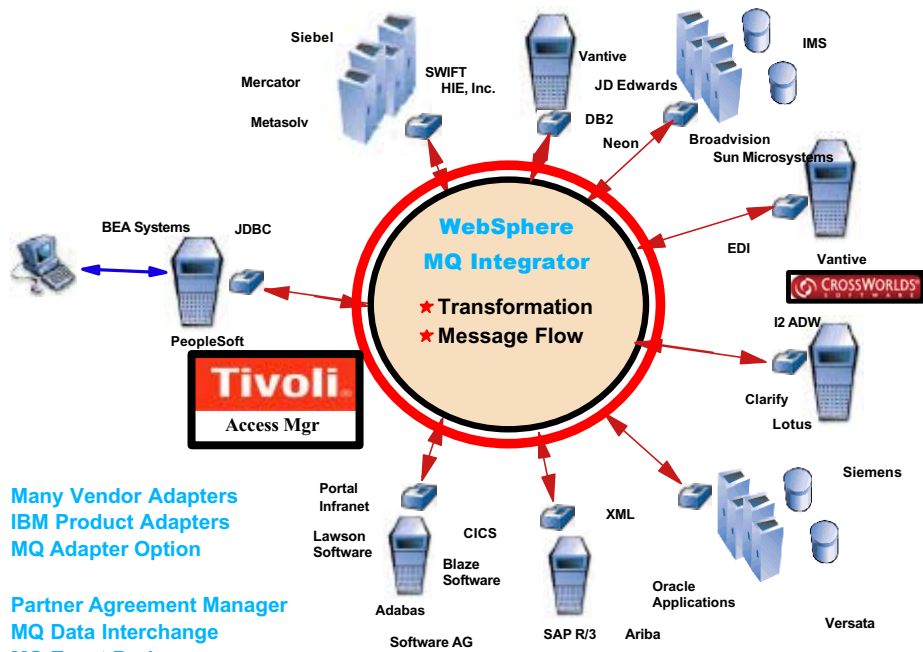 Siebel
Vantive
IMS
SWIFT
HIE, Inc.
Mercator
JD Edwards
Metasolv
DB2
Neon
Broadvision
Sun Microsystems
WebSphere
MQ Integrator
Transformation
Message Flow
BEA Systems
JDBC
EDI
Vantive
CROSSWORLDS
SOFTWARE
PeopleSoft
I2 ADW
Tivoli
Access Mgr
Clarify
Lotus
Siemens
Many Vendor Adapters
IBM Product Adapters
MQ Adapter Option
Portal
Infranet
Lawson
Software
CICS
XML
Blaze
Software
Oracle
Applications
Partner Agreement Manager
MQ Data Interchange
Adabas
Software AG
SAP R/3
Ariba
Versata